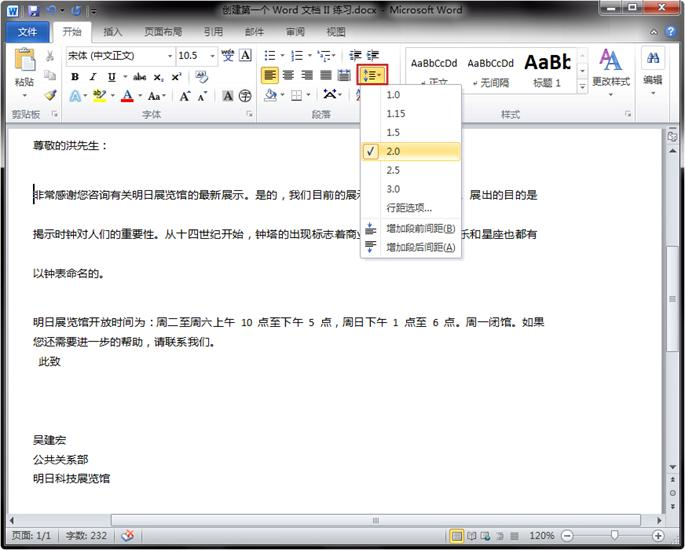 创建第一个 Word 文档 II 练习.docx - Microsoft Word
文件 开始 插入 页面布局 引用 邮件 审阅 视图
宋体 (中文正文) 10.5
粘贴
剪贴板 字体 段落 样式
AaBbCcDd AaBbCcDd AaBb
正文 无间隔 标题 1
更改样式 编辑
1.0
1.15
1.5
2.0
2.5
3.0
行距选项...
增加段前间距(B)
增加段后间距(A)
尊敬的洪先生：
非常感谢您咨询有关明日展览馆的最新展示。是的，我们目前的展 展出的目的是
揭示时钟对人们的重要性。从十四世纪开始，钟塔的出现标志着商 乐和星座也都有
以钟表命名的。
明日展览馆开放时间为：周二至周六上午 10 点至下午 5 点，周日下午 1 点至 6 点。周一闭馆。如果
您还需要进一步的帮助，请联系我们。
此致
吴建宏
公共关系部
明日科技展览馆
页面: 1/1 字数: 232 120%